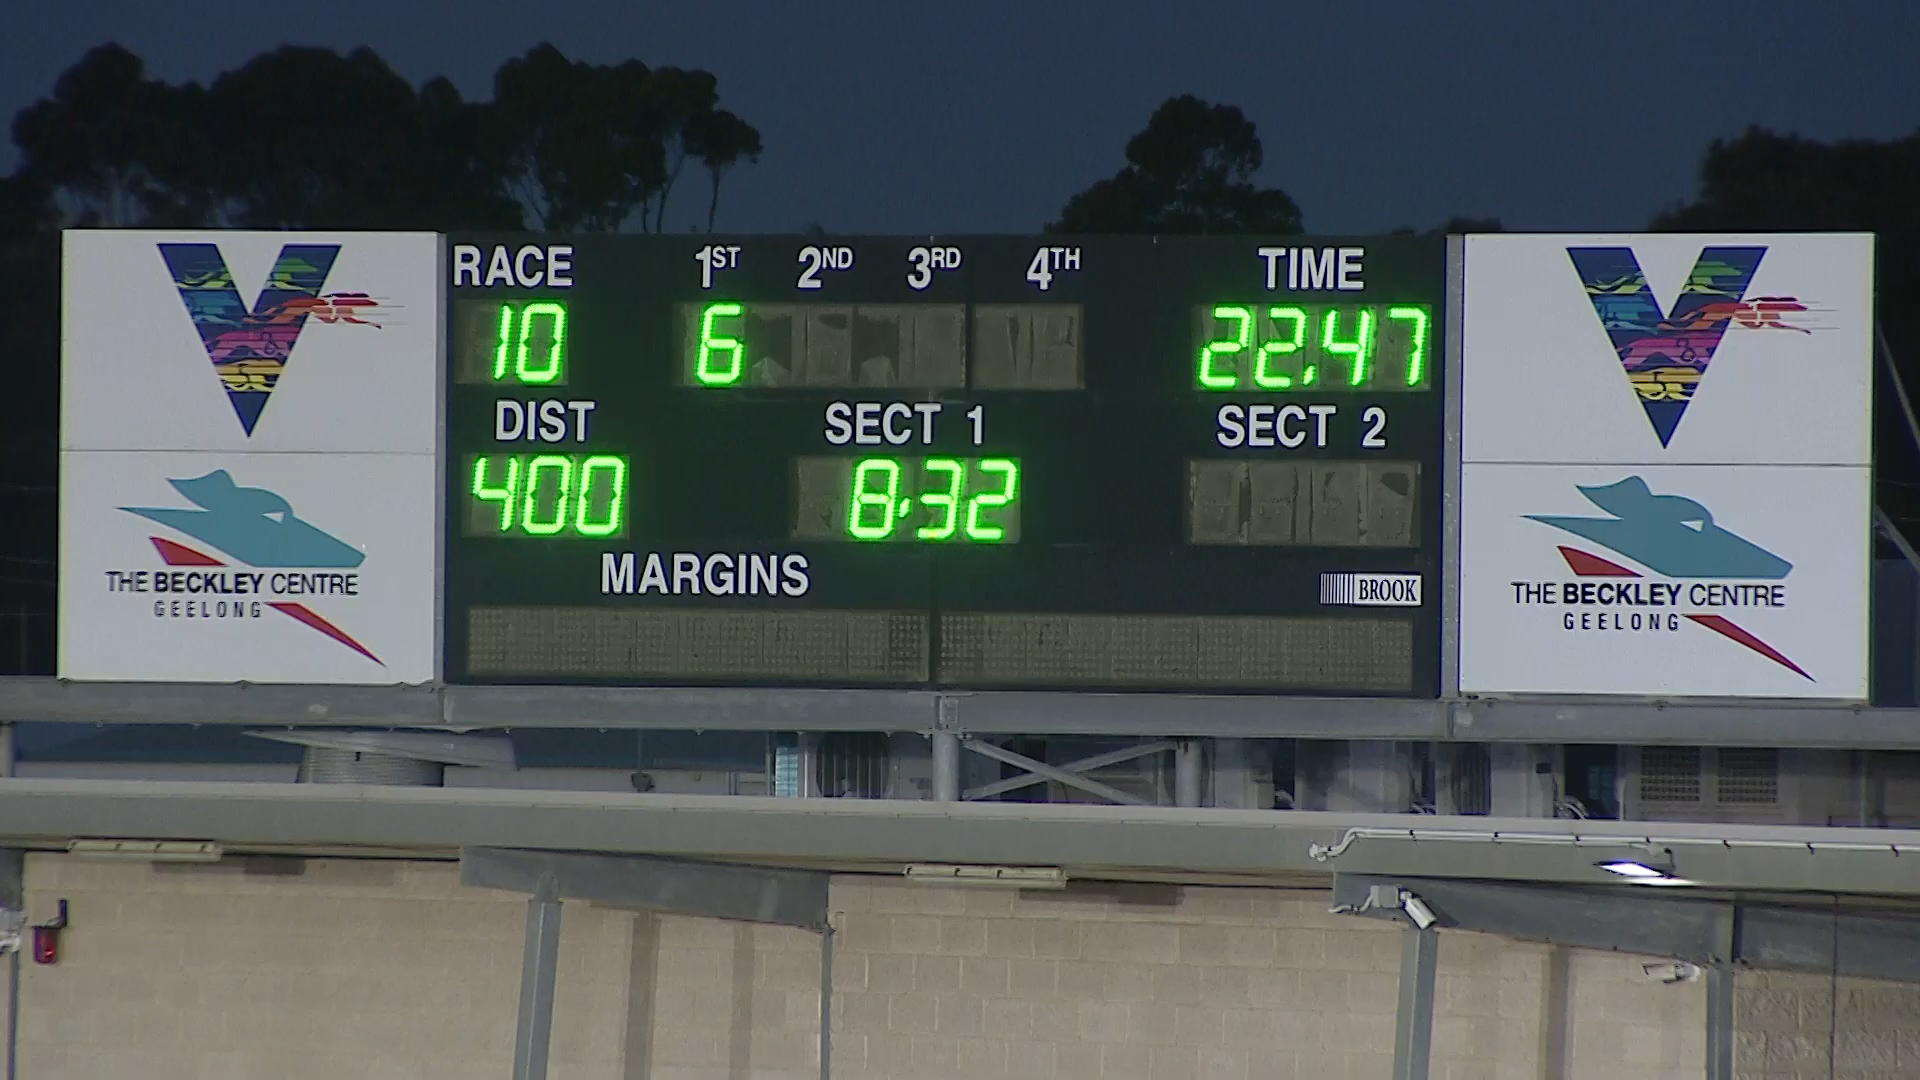 RACE 1ST 2ND 3RD 4TH TIME
10 6 22.47
DIST SECT 1 SECT 2
400 8.32
MARGINS
BROOK
V
THE BECKLEY CENTRE
GEELONG
V
THE BECKLEY CENTRE
GEELONG